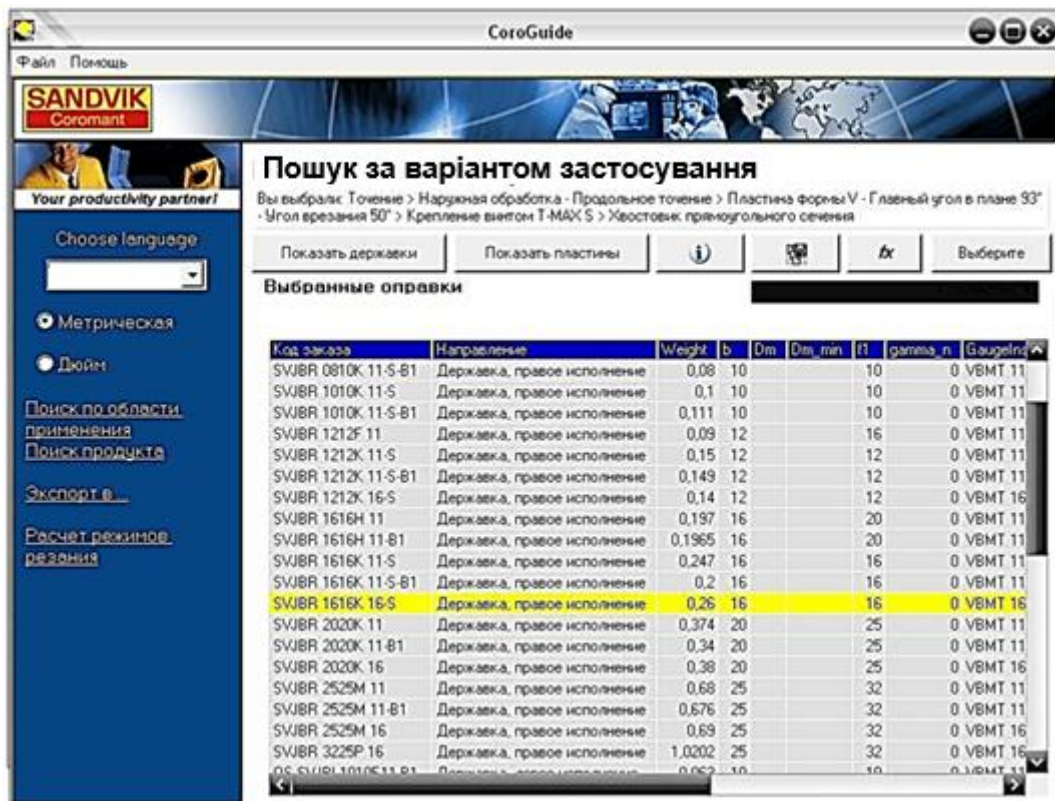 CoroGuide
Файл Помощь
SANDVIK
Coromant
Your productivity partner!
Choose language
Метрическая
Дюйм
Поиск по области
применения
Поиск продукта
Экспорт в...
Расчет режимов
резания
Пошук за варіантом застосування
Вы выбрали: Точение > Наружная обработка - Продольное точение > Пластина формы V - Главный угол в плане 93°
- Угол врезания 50° > Крепление винтом T-MAX S > Хвостовик прямоугольного сечения
Показать державки Показать пластины i fx Выберите
Выбранные оправки
Код заказа Направление Weight b Dm Dm_min f1 gamma_n GaugeIns
SVJBR 0810K 11-S-B1 Державка, правое исполнение 0,08 10 10 0 VBMT 11
SVJBR 1010K 11-S Державка, правое исполнение 0,1 10 10 0 VBMT 11
SVJBR 1010K 11-S-B1 Державка, правое исполнение 0,111 10 10 0 VBMT 11
SVJBR 1212F 11 Державка, правое исполнение 0,09 12 16 0 VBMT 11
SVJBR 1212K 11-S Державка, правое исполнение 0,15 12 12 0 VBMT 11
SVJBR 1212K 11-S-B1 Державка, правое исполнение 0,149 12 12 0 VBMT 11
SVJBR 1212K 16-S Державка, правое исполнение 0,14 12 12 0 VBMT 16
SVJBR 1616H 11 Державка, правое исполнение 0,197 16 20 0 VBMT 11
SVJBR 1616H 11-B1 Державка, правое исполнение 0,1965 16 20 0 VBMT 11
SVJBR 1616K 11-S Державка, правое исполнение 0,247 16 16 0 VBMT 11
SVJBR 1616K 11-S-B1 Державка, правое исполнение 0,2 16 16 0 VBMT 11
SVJBR 1616K 16-S Державка, правое исполнение 0,26 16 16 0 VBMT 16
SVJBR 2020K 11 Державка, правое исполнение 0,374 20 25 0 VBMT 11
SVJBR 2020K 11-B1 Державка, правое исполнение 0,34 20 25 0 VBMT 11
SVJBR 2020K 16 Державка, правое исполнение 0,38 20 25 0 VBMT 16
SVJBR 2525M 11 Державка, правое исполнение 0,68 25 32 0 VBMT 11
SVJBR 2525M 11-B1 Державка, правое исполнение 0,676 25 32 0 VBMT 11
SVJBR 2525M 16 Державка, правое исполнение 0,69 25 32 0 VBMT 16
SVJBR 3225P 16 Державка, правое исполнение 1,0202 25 32 0 VBMT 16